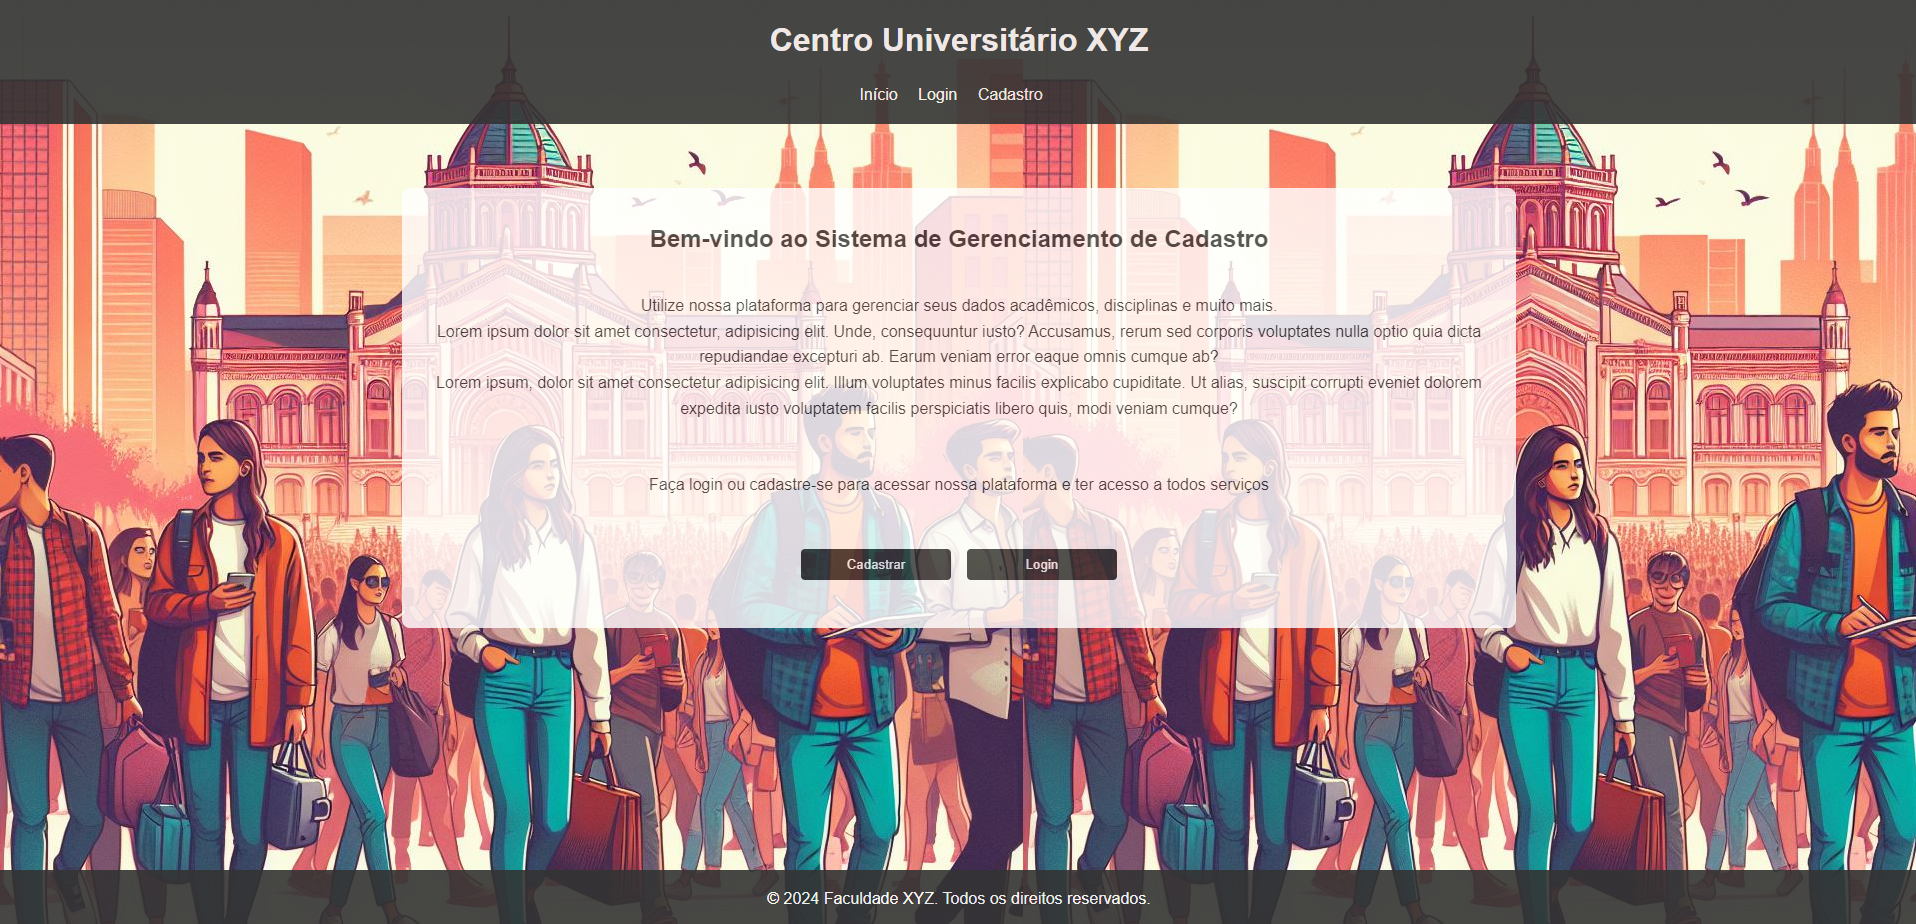 Centro Universitário XYZ
Início Login Cadastro
Bem-vindo ao Sistema de Gerenciamento de Cadastro
Utilize nossa plataforma para gerenciar seus dados acadêmicos, disciplinas e muito mais.
Lorem ipsum dolor sit amet consectetur, adipisicing elit. Unde, consequuntur iusto? Accusamus, rerum sed corporis voluptates nulla optio quia dicta
repudiandae excepturi ab. Earum veniam error eaque omnis cumque ab?
Lorem ipsum, dolor sit amet consectetur adipisicing elit. Illum voluptates minus facilis explicabo cupiditate. Ut alias, suscipit corrupti eveniet dolorem
expedita iusto voluptatem facilis perspiciatis libero quis, modi veniam cumque?
Faça login ou cadastre-se para acessar nossa plataforma e ter acesso a todos serviços
Cadastrar Login
© 2024 Faculdade XYZ. Todos os direitos reservados.